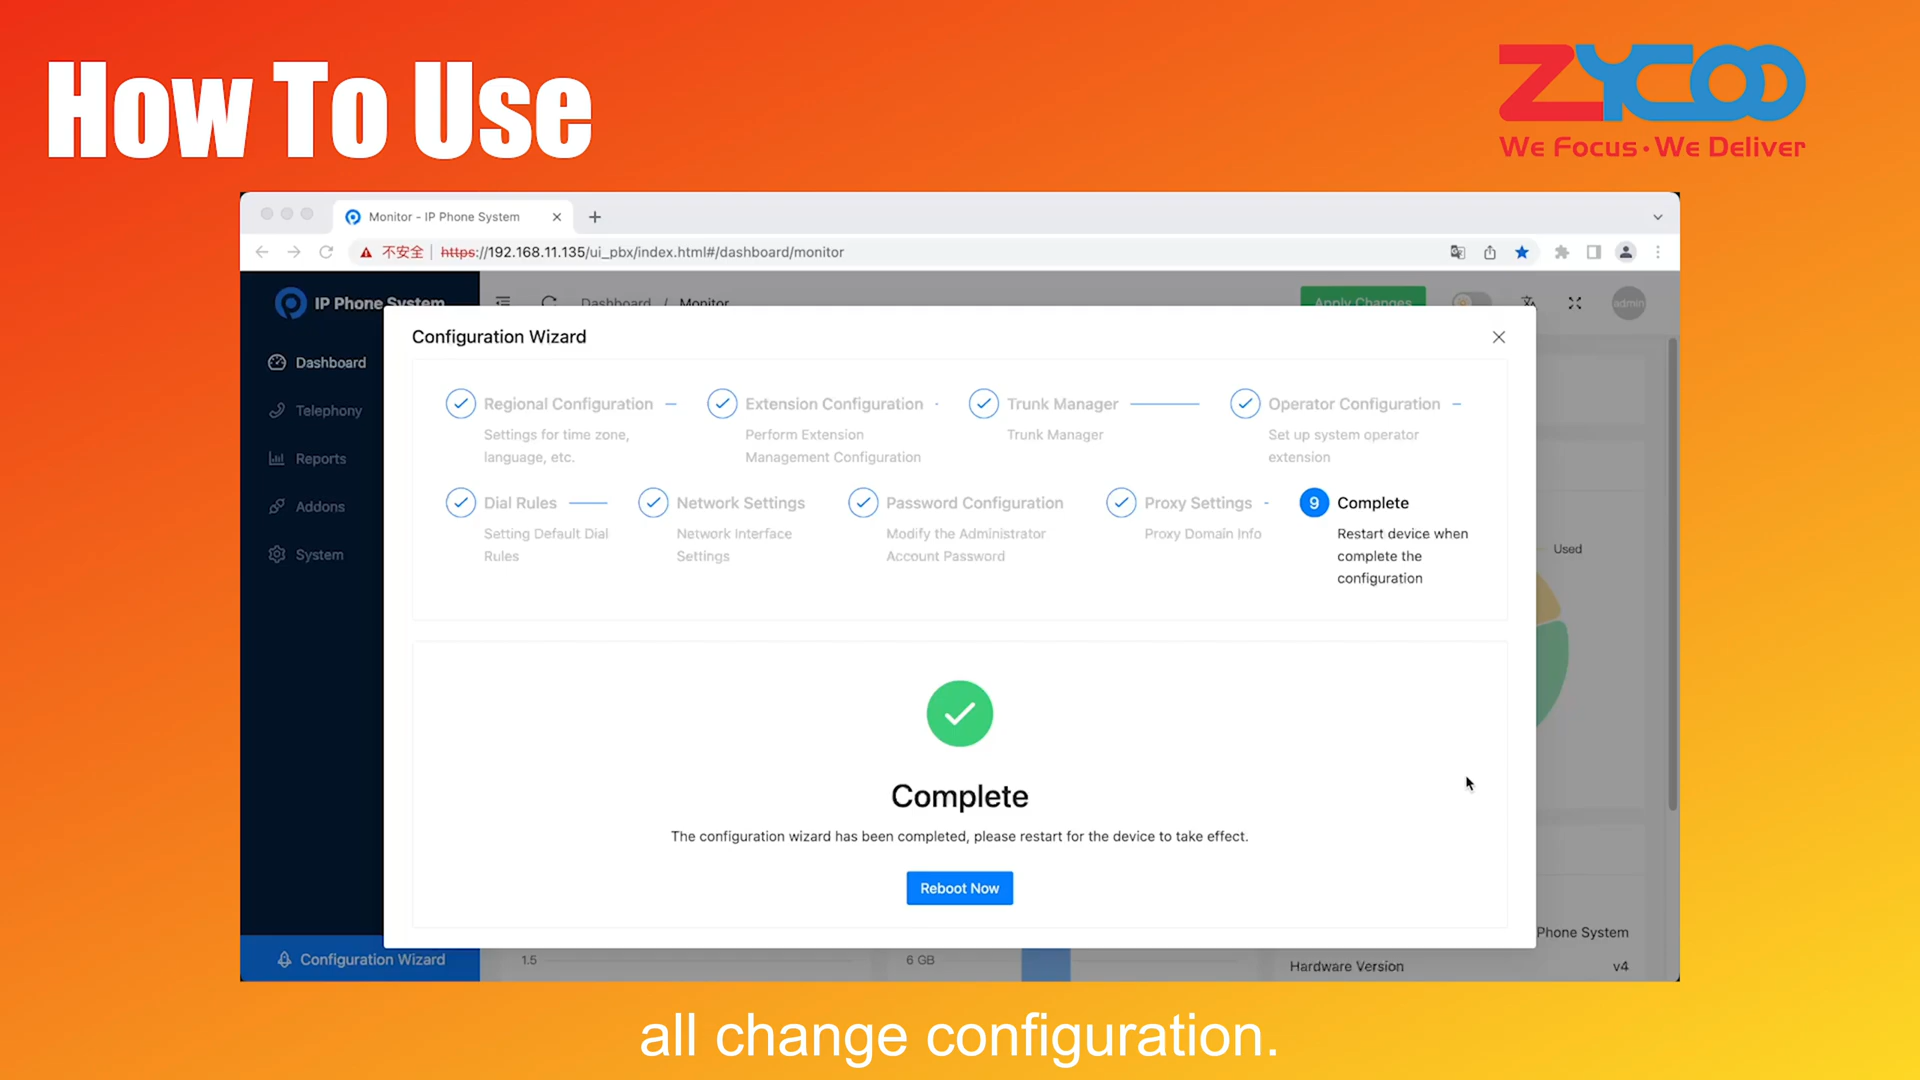 How To Use
ZYCOO
We Focus • We Deliver
Monitor - IP Phone System
不安全 | https://192.168.11.135/ui_pbx/index.html#/dashboard/monitor
IP Phone System
Dashboard / Monitor
Apply Changes
admin
Configuration Wizard
Dashboard
Telephony
Reports
Addons
System
Regional Configuration
Settings for time zone,
language, etc.
Extension Configuration
Perform Extension
Management Configuration
Trunk Manager
Trunk Manager
Operator Configuration
Set up system operator
extension
Dial Rules
Setting Default Dial
Rules
Network Settings
Network Interface
Settings
Password Configuration
Modify the Administrator
Account Password
Proxy Settings
Proxy Domain Info
9 Complete
Restart device when
complete the
configuration
Used
Complete
The configuration wizard has been completed, please restart for the device to take effect.
Reboot Now
Phone System
Configuration Wizard
1.5
6 GB
Hardware Version
v4
all change configuration.